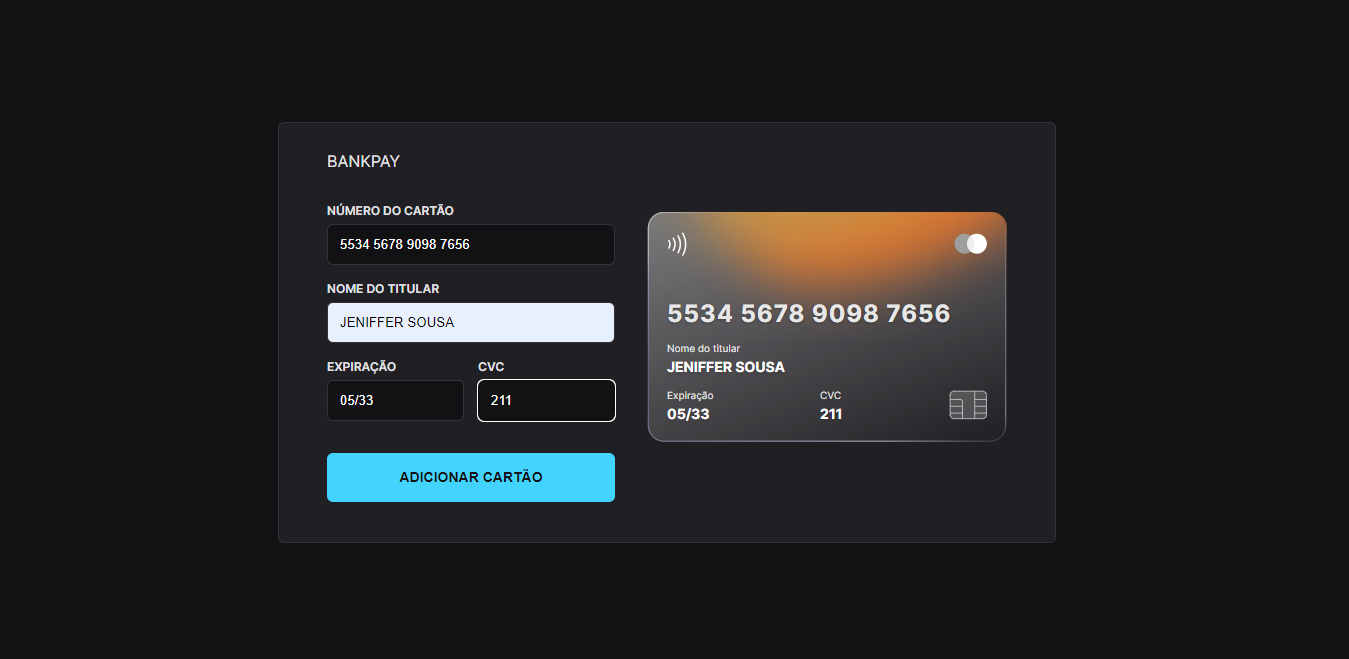 BANKPAY
NÚMERO DO CARTÃO
5534 5678 9098 7656
NOME DO TITULAR
JENIFFER SOUSA
EXPIRAÇÃO CVC
05/33 211
ADICIONAR CARTÃO
5534 5678 9098 7656
Nome do titular
JENIFFER SOUSA
Expiração CVC
05/33 211